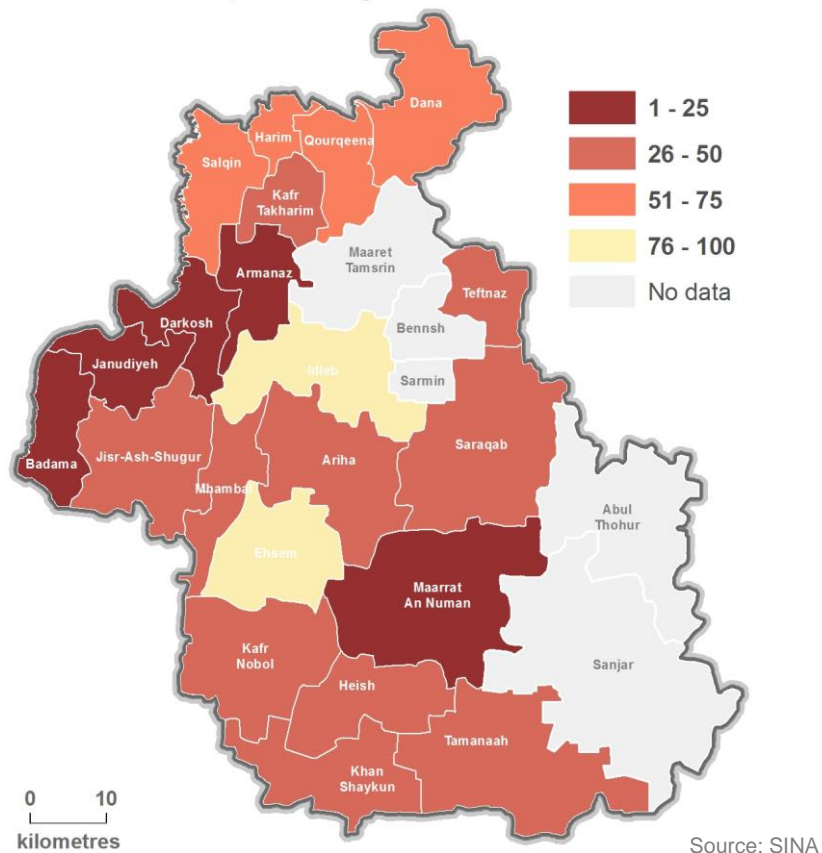 1 - 25
26 - 50
51 - 75
76 - 100
No data
Dana
Harim
Qourqeena
Salqin
Kafr
Takharim
Maaret
Tamsrin
Armanaz
Teftnaz
Darkosh
Bennsh
Janudiyeh
Idleb
Sarmin
Badama
Jisr-Ash-Shugur
Mhambal
Ariha
Saraqab
Abul
Thohur
Ehsem
Maarrat
An Numan
Kafr
Nobol
Heish
Sanjar
Tamanaah
Khan
Shaykun
0 10
kilometres
Source: SINA